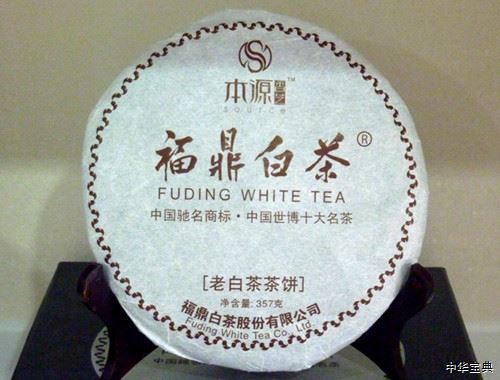 本源 ™
source
福鼎白茶®
FUDING WHITE TEA
中国驰名商标·中国世博十大名茶
[老白茶茶饼]
净含量: 357克
福鼎白茶股份有限公司
Fuding White Tea Co., Ltd.
中华宝典